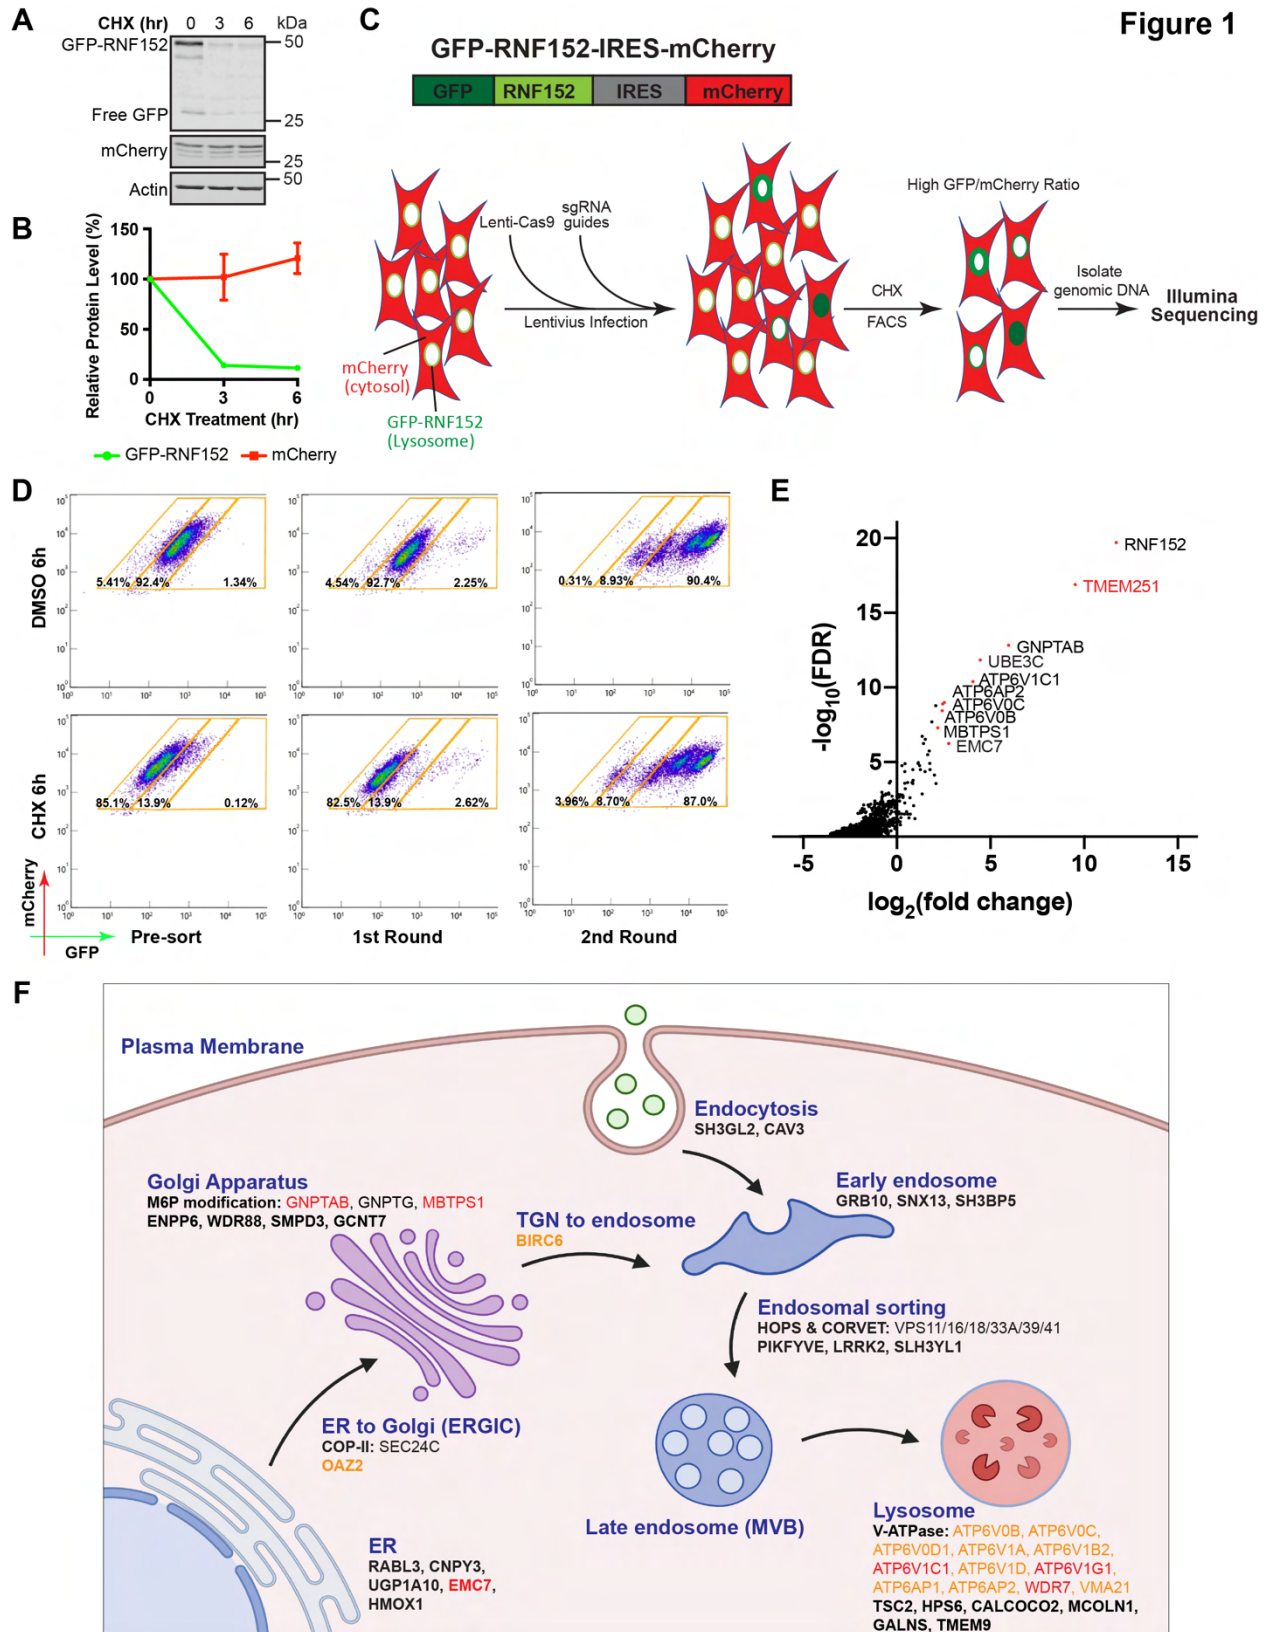 Figure 1
A
CHX (hr) 0 3 6 kDa
GFP-RNF152
50
Free GFP
25
mCherry
25
50
Actin
B
Relative Protein Level (%)
150
100
50
0
0 3 6
CHX Treatment (hr)
GFP-RNF152 mCherry
C
GFP-RNF152-IRES-mCherry
GFP RNF152 IRES mCherry
Lenti-Cas9
sgRNA
guides
Lentivius Infection
mCherry
(cytosol)
GFP-RNF152
(Lysosome)
CHX
FACS
High GFP/mCherry Ratio
Isolate
genomic DNA
Illumina
Sequencing
D
DMSO 6h
5.41% 92.4% 1.34%
4.54% 92.7% 2.25%
0.31% 8.93% 90.4%
CHX 6h
85.1% 13.9% 0.12%
82.5% 13.9% 2.62%
3.96% 8.70% 87.0%
mCherry
GFP
Pre-sort
1st Round
2nd Round
E
-log10(FDR)
20
15
10
5
-5 0 5 10 15
log2(fold change)
RNF152
TMEM251
GNPTAB
UBE3C
ATP6V1C1
ATP6AP2
ATP6V0C
ATP6V0B
MBTPS1
EMC7
F
Plasma Membrane
Endocytosis
SH3GL2, CAV3
Golgi Apparatus
M6P modification: GNPTAB, GNPTG, MBTPS1
ENPP6, WDR88, SMPD3, GCNT7
Early endosome
GRB10, SNX13, SH3BP5
TGN to endosome
BIRC6
Endosomal sorting
HOPS & CORVET: VPS11/16/18/33A/39/41
PIKFYVE, LRRK2, SLH3YL1
ER to Golgi (ERGIC)
COP-II: SEC24C
OAZ2
Late endosome (MVB)
ER
RABL3, CNPY3,
UGP1A10, EMC7,
HMOX1
Lysosome
V-ATPase: ATP6V0B, ATP6V0C,
ATP6V0D1, ATP6V1A, ATP6V1B2,
ATP6V1C1, ATP6V1D, ATP6V1G1,
ATP6AP1, ATP6AP2, WDR7, VMA21
TSC2, HPS6, CALCOCO2, MCOLN1,
GALNS, TMEM9